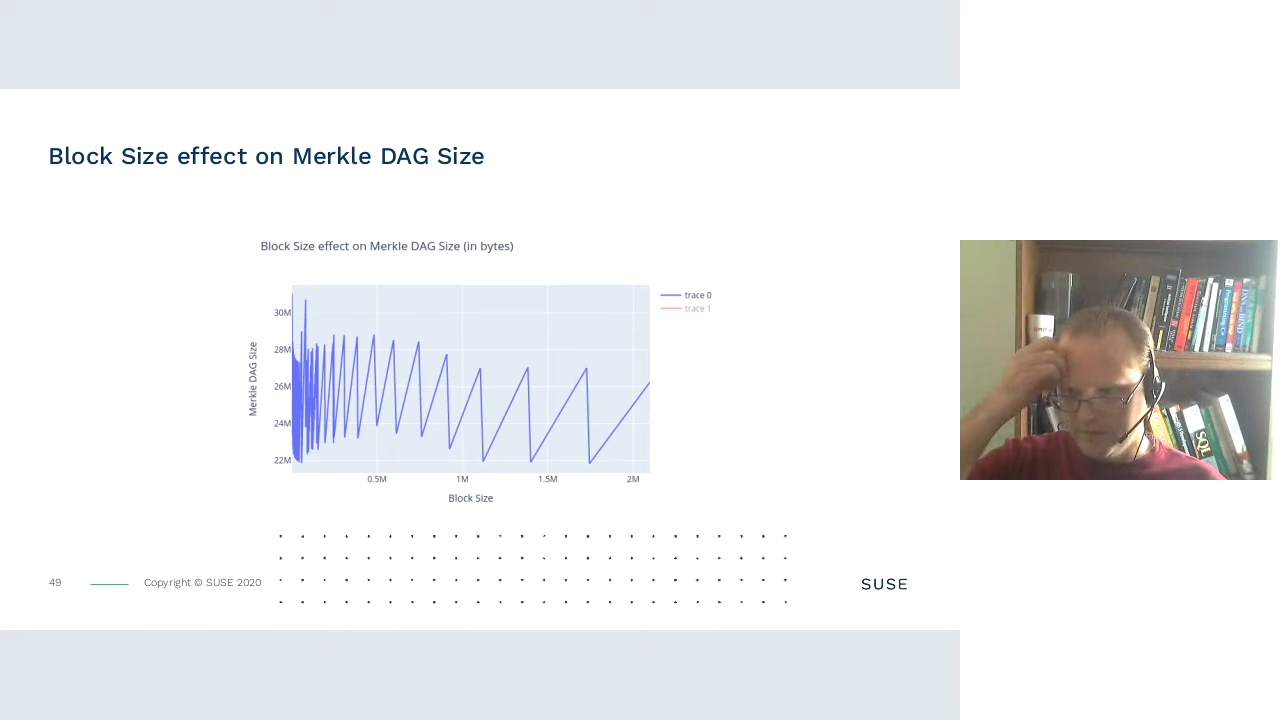 Block Size effect on Merkle DAG Size
Block Size effect on Merkle DAG Size (in bytes)
trace 0
trace 1
30M
28M
26M
24M
22M
Merkle DAG Size
0.5M
1M
1.5M
2M
Block Size
49
Copyright © SUSE 2020
SUSE
SQL